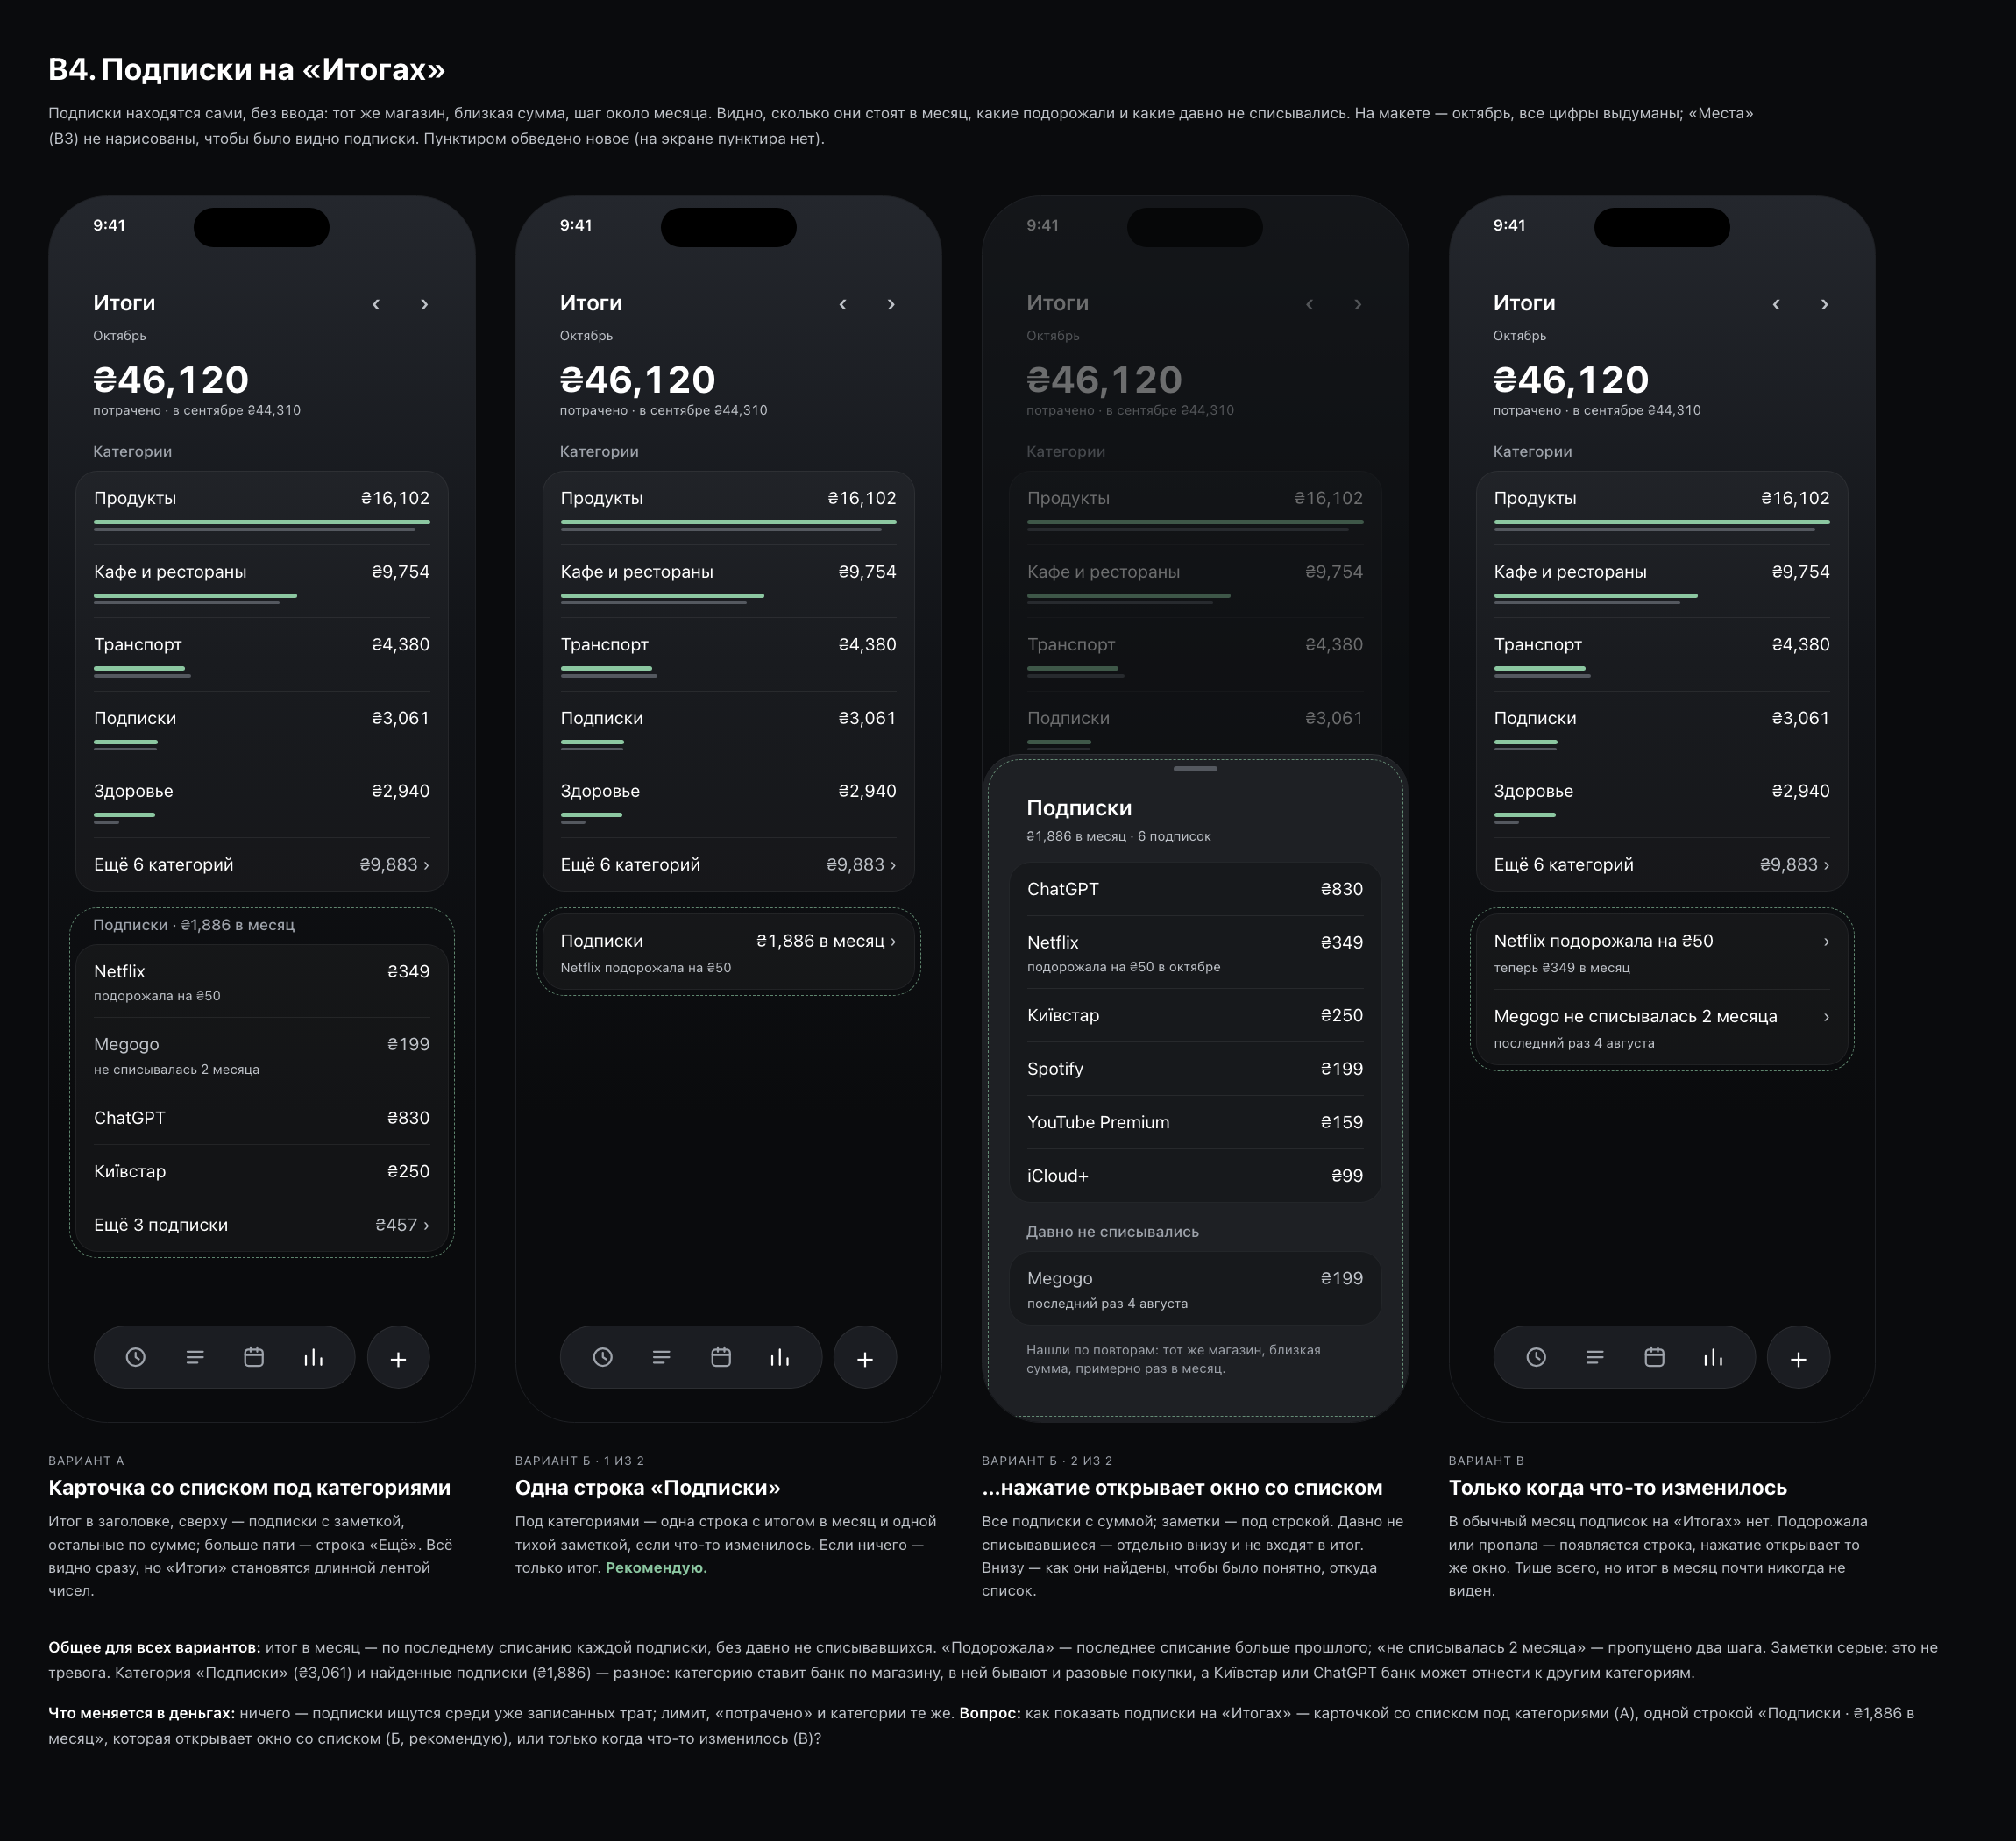 В4. Подписки на «Итогах»
Подписки находятся сами, без ввода: тот же магазин, близкая сумма, шаг около месяца. Видно, сколько они стоят в месяц, какие подорожали и какие давно не списывались. На макете — октябрь, все цифры выдуманы; «Места»
(В3) не нарисованы, чтобы было видно подписки. Пунктиром обведено новое (на экране пунктира нет).
9:41
Итоги
‹ ›
Октябрь
₴46,120
потрачено · в сентябре ₴44,310
Категории
Продукты ₴16,102
Кафе и рестораны ₴9,754
Транспорт ₴4,380
Подписки ₴3,061
Здоровье ₴2,940
Ещё 6 категорий ₴9,883 ›
Подписки · ₴1,886 в месяц
Netflix ₴349
подорожала на ₴50
Megogo ₴199
не списывалась 2 месяца
ChatGPT ₴830
Київстар ₴250
Ещё 3 подписки ₴457 ›
+
ВАРИАНТ А
Карточка со списком под категориями
Итог в заголовке, сверху — подписки с заметкой,
остальные по сумме; больше пяти — строка «Ещё». Всё
видно сразу, но «Итоги» становятся длинной лентой
чисел.
9:41
Итоги
‹ ›
Октябрь
₴46,120
потрачено · в сентябре ₴44,310
Категории
Продукты ₴16,102
Кафе и рестораны ₴9,754
Транспорт ₴4,380
Подписки ₴3,061
Здоровье ₴2,940
Ещё 6 категорий ₴9,883 ›
Подписки ₴1,886 в месяц ›
Netflix подорожала на ₴50
+
ВАРИАНТ Б · 1 ИЗ 2
Одна строка «Подписки»
Под категориями — одна строка с итогом в месяц и одной
тихой заметкой, если что-то изменилось. Если ничего —
только итог. Рекомендую.
9:41
Итоги
‹ ›
Октябрь
₴46,120
потрачено · в сентябре ₴44,310
Категории
Продукты ₴16,102
Кафе и рестораны ₴9,754
Транспорт ₴4,380
Подписки ₴3,061
Подписки
₴1,886 в месяц · 6 подписок
ChatGPT ₴830
Netflix ₴349
подорожала на ₴50 в октябре
Київстар ₴250
Spotify ₴199
YouTube Premium ₴159
iCloud+ ₴99
Давно не списывались
Megogo ₴199
последний раз 4 августа
Нашли по повторам: тот же магазин, близкая
сумма, примерно раз в месяц.
ВАРИАНТ Б · 2 ИЗ 2
...нажатие открывает окно со списком
Все подписки с суммой; заметки — под строкой. Давно не
списывавшиеся — отдельно внизу и не входят в итог.
Внизу — как они найдены, чтобы было понятно, откуда
список.
9:41
Итоги
‹ ›
Октябрь
₴46,120
потрачено · в сентябре ₴44,310
Категории
Продукты ₴16,102
Кафе и рестораны ₴9,754
Транспорт ₴4,380
Подписки ₴3,061
Здоровье ₴2,940
Ещё 6 категорий ₴9,883 ›
Netflix подорожала на ₴50 ›
теперь ₴349 в месяц
Megogo не списывалась 2 месяца ›
последний раз 4 августа
+
ВАРИАНТ В
Только когда что-то изменилось
В обычный месяц подписок на «Итогах» нет. Подорожала
или пропала — появляется строка, нажатие открывает то
же окно. Тише всего, но итог в месяц почти никогда не
виден.
Общее для всех вариантов: итог в месяц — по последнему списанию каждой подписки, без давно не списывавшихся. «Подорожала» — последнее списание больше прошлого; «не списывалась 2 месяца» — пропущено два шага. Заметки серые: это не
тревога. Категория «Подписки» (₴3,061) и найденные подписки (₴1,886) — разное: категорию ставит банк по магазину, в ней бывают и разовые покупки, а Київстар или ChatGPT банк может отнести к другим категориям.
Что меняется в деньгах: ничего — подписки ищутся среди уже записанных трат; лимит, «потрачено» и категории те же. Вопрос: как показать подписки на «Итогах» — карточкой со списком под категориями (А), одной строкой «Подписки · ₴1,886 в
месяц», которая открывает окно со списком (Б, рекомендую), или только когда что-то изменилось (В)?